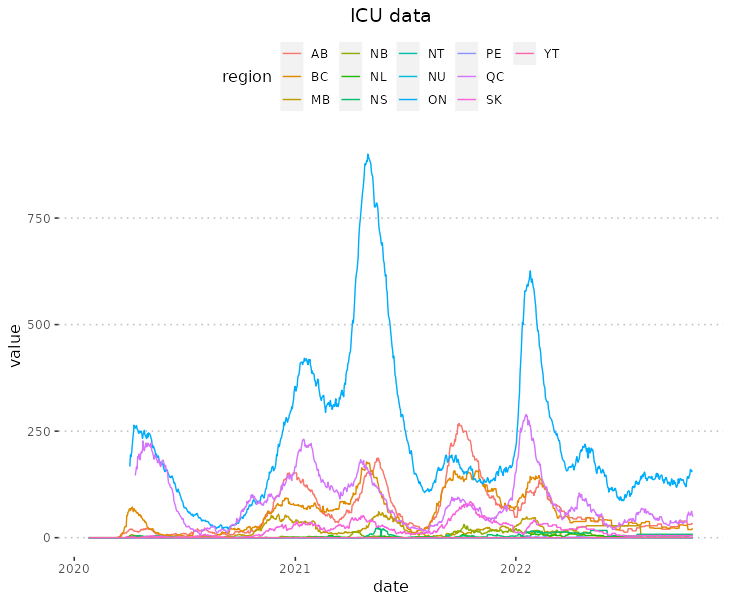 ICU data
region
AB NB NT PE YT
BC NL NU QC
MB NS ON SK
value
750
500
250
0
2020 2021 2022
date